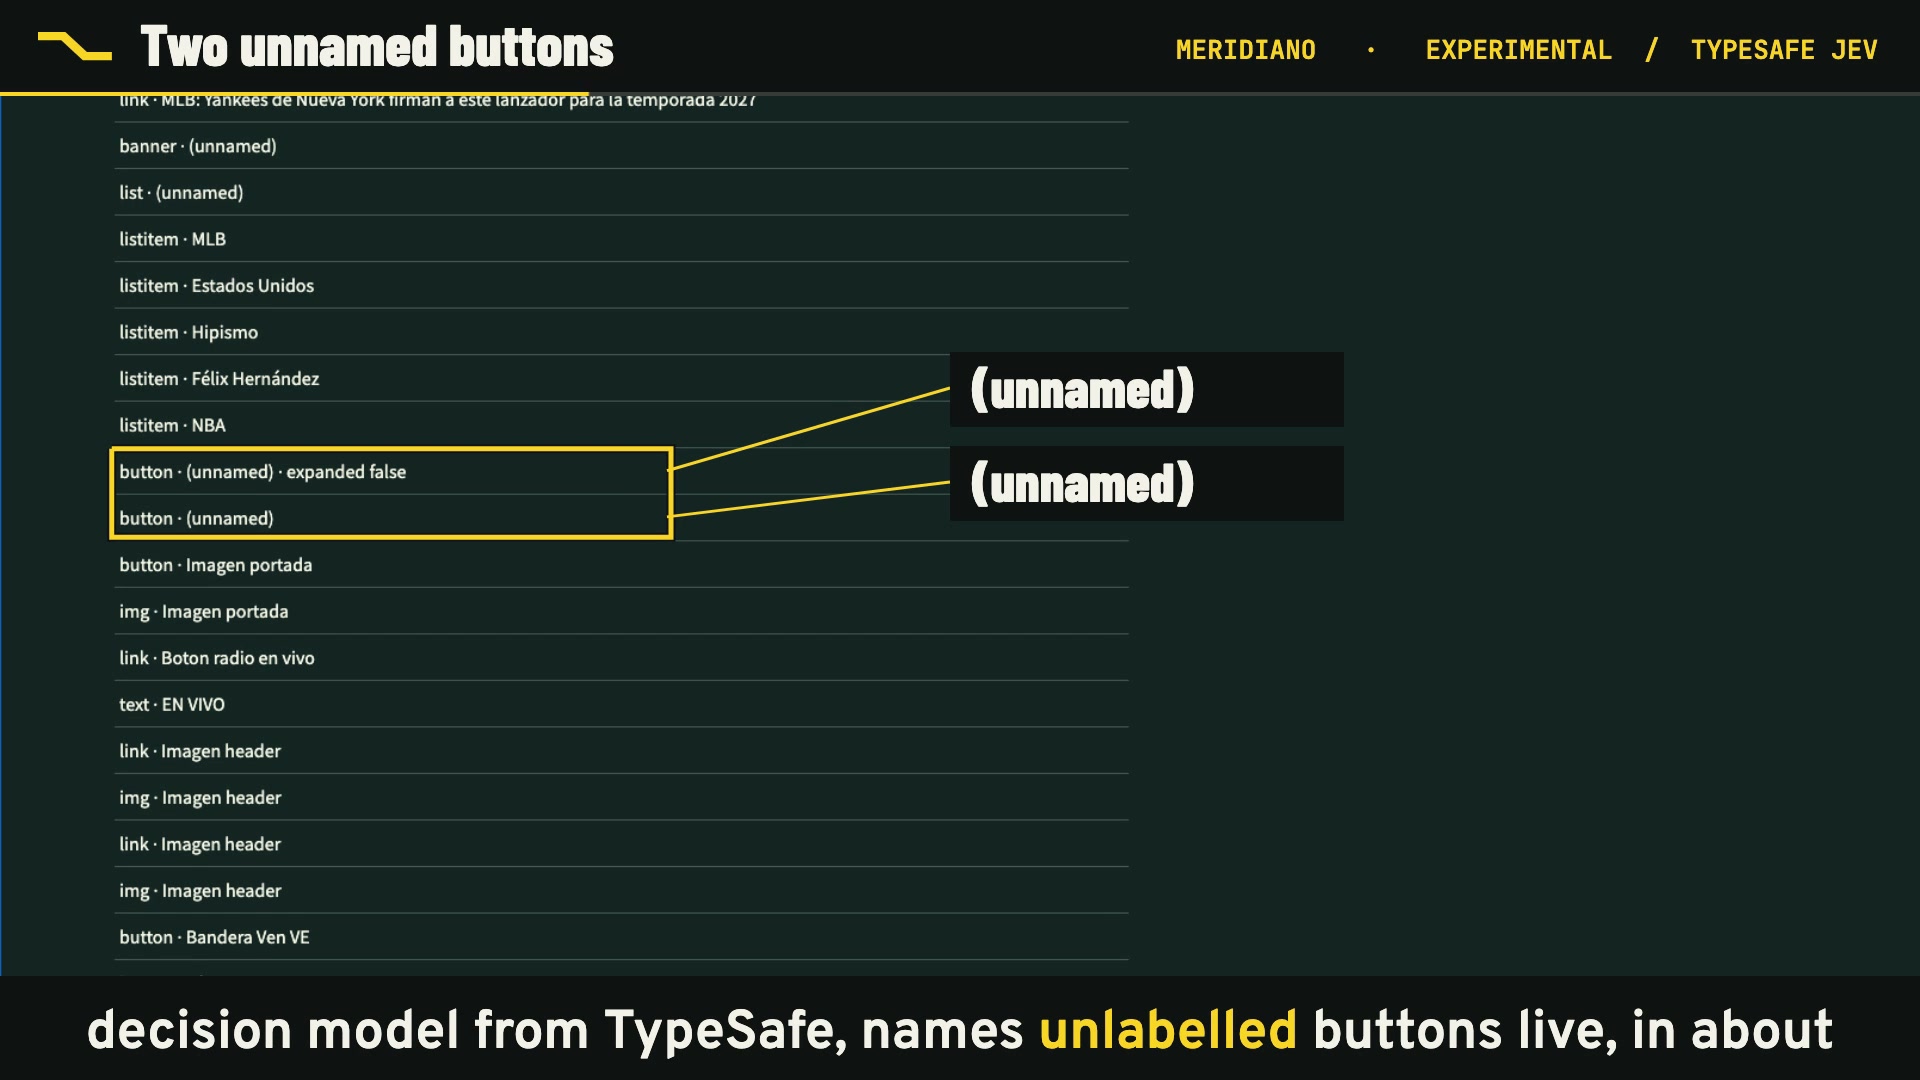 Two unnamed buttons
MERIDIANO · EXPERIMENTAL / TYPESAFE JEV
link · MLB: Yankees de Nueva York firman a este lanzador para la temporada 2027
banner · (unnamed)
list · (unnamed)
listitem · MLB
listitem · Estados Unidos
listitem · Hipismo
listitem · Félix Hernández
listitem · NBA
button · (unnamed) · expanded false
button · (unnamed)
(unnamed)
(unnamed)
button · Imagen portada
img · Imagen portada
link · Boton radio en vivo
text · EN VIVO
link · Imagen header
img · Imagen header
link · Imagen header
img · Imagen header
button · Bandera Ven VE
decision model from TypeSafe, names unlabelled buttons live, in about